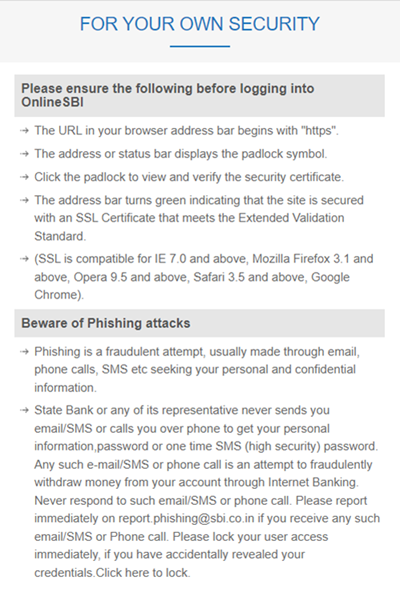 FOR YOUR OWN SECURITY
Please ensure the following before logging into
OnlineSBI
→ The URL in your browser address bar begins with "https".
→ The address or status bar displays the padlock symbol.
→ Click the padlock to view and verify the security certificate.
→ The address bar turns green indicating that the site is secured
with an SSL Certificate that meets the Extended Validation
Standard.
→ (SSL is compatible for IE 7.0 and above, Mozilla Firefox 3.1 and
above, Opera 9.5 and above, Safari 3.5 and above, Google
Chrome).
Beware of Phishing attacks
→ Phishing is a fraudulent attempt, usually made through email,
phone calls, SMS etc seeking your personal and confidential
information.
→ State Bank or any of its representative never sends you
email/SMS or calls you over phone to get your personal
information,password or one time SMS (high security) password.
Any such e-mail/SMS or phone call is an attempt to fraudulently
withdraw money from your account through Internet Banking.
Never respond to such email/SMS or phone call. Please report
immediately on report.phishing@sbi.co.in if you receive any such
email/SMS or Phone call. Please lock your user access
immediately, if you have accidentally revealed your
credentials.Click here to lock.